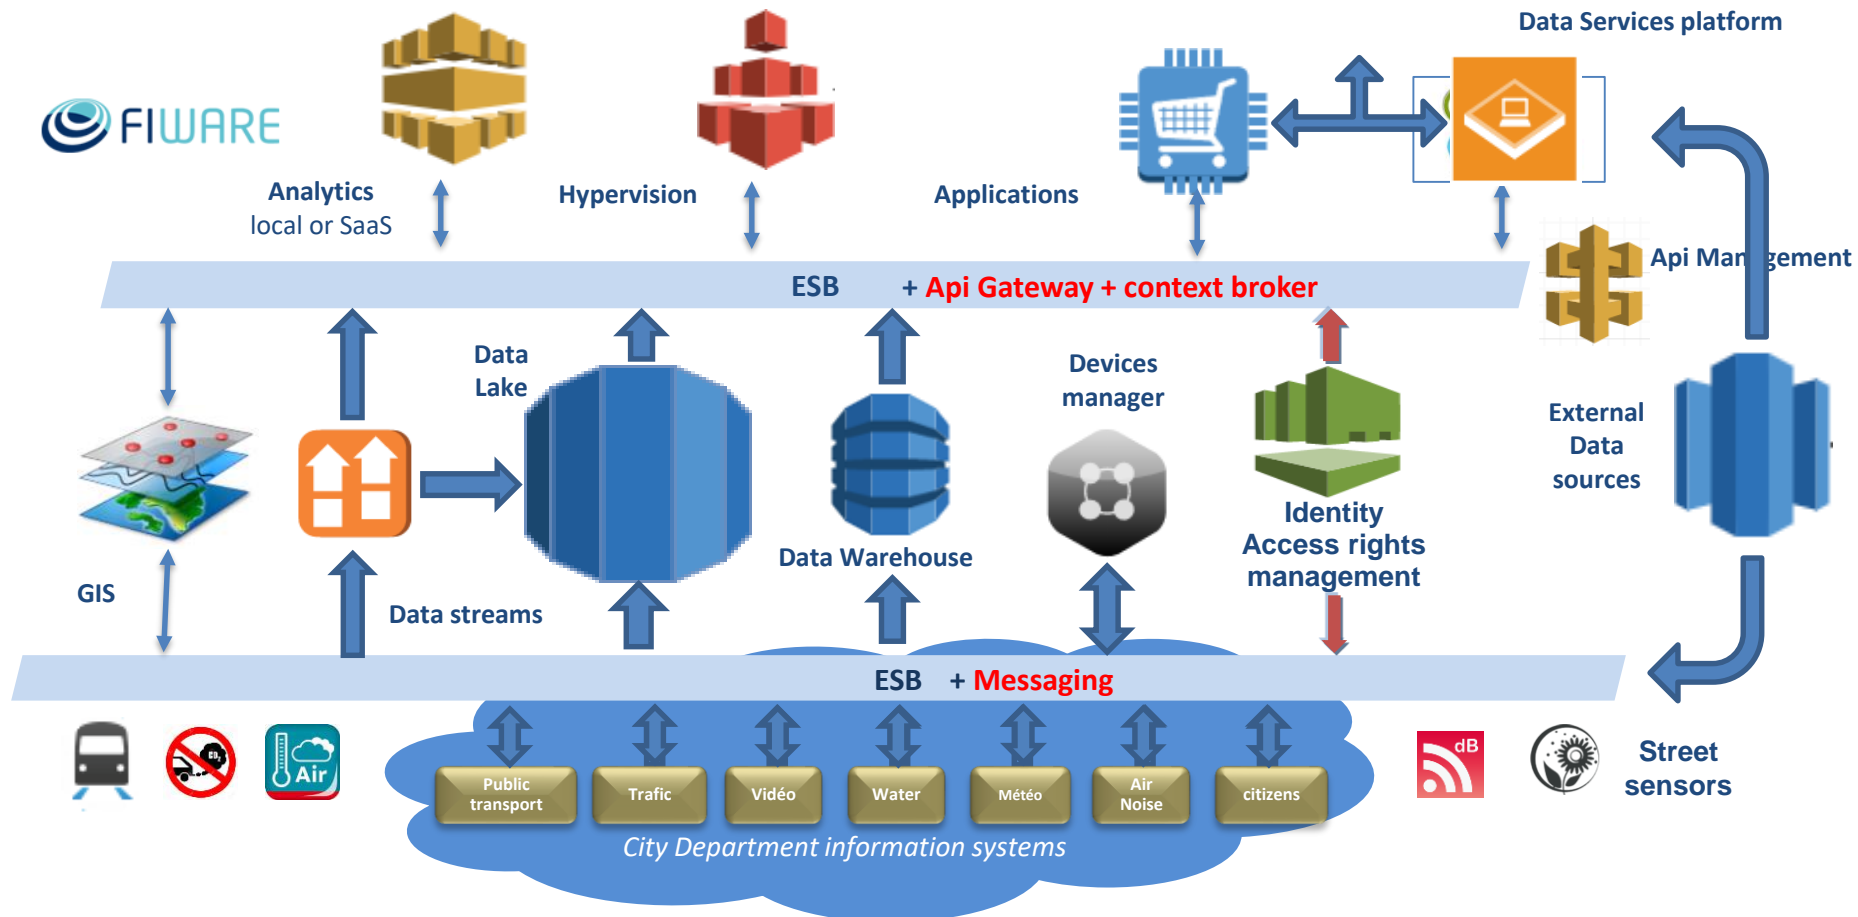 Data Services platform
FIWARE
Analytics
local or SaaS
Hypervision
Applications
Api Management
ESB + Api Gateway + context broker
Data
Lake
Devices
manager
External
Data
sources
Identity
Access rights
management
Data Warehouse
GIS
Data streams
ESB + Messaging
CO₂
Air
dB
Street
sensors
Public
transport
Trafic
Vidéo
Water
Météo
Air
Noise
citizens
City Department information systems